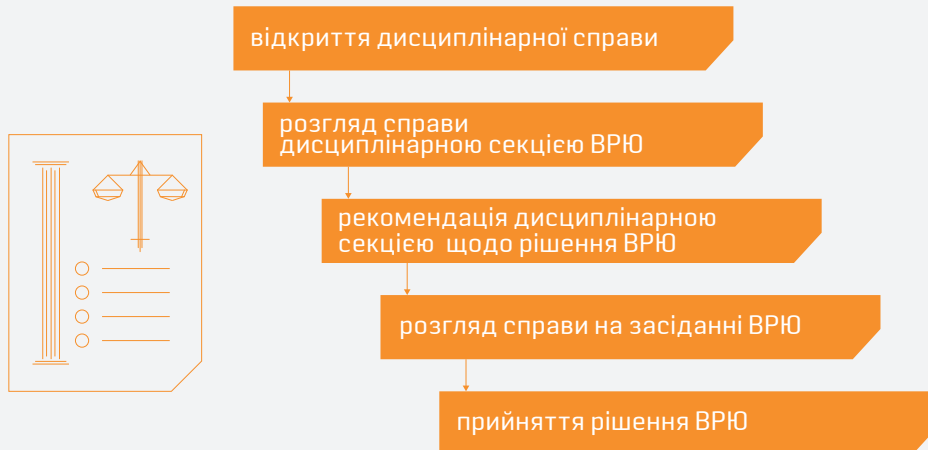 відкриття дисциплінарної справи
розгляд справи
дисциплінарною секцією ВРЮ
рекомендація дисциплінарною
секцією щодо рішення ВРЮ
розгляд справи на засіданні ВРЮ
прийняття рішення ВРЮ